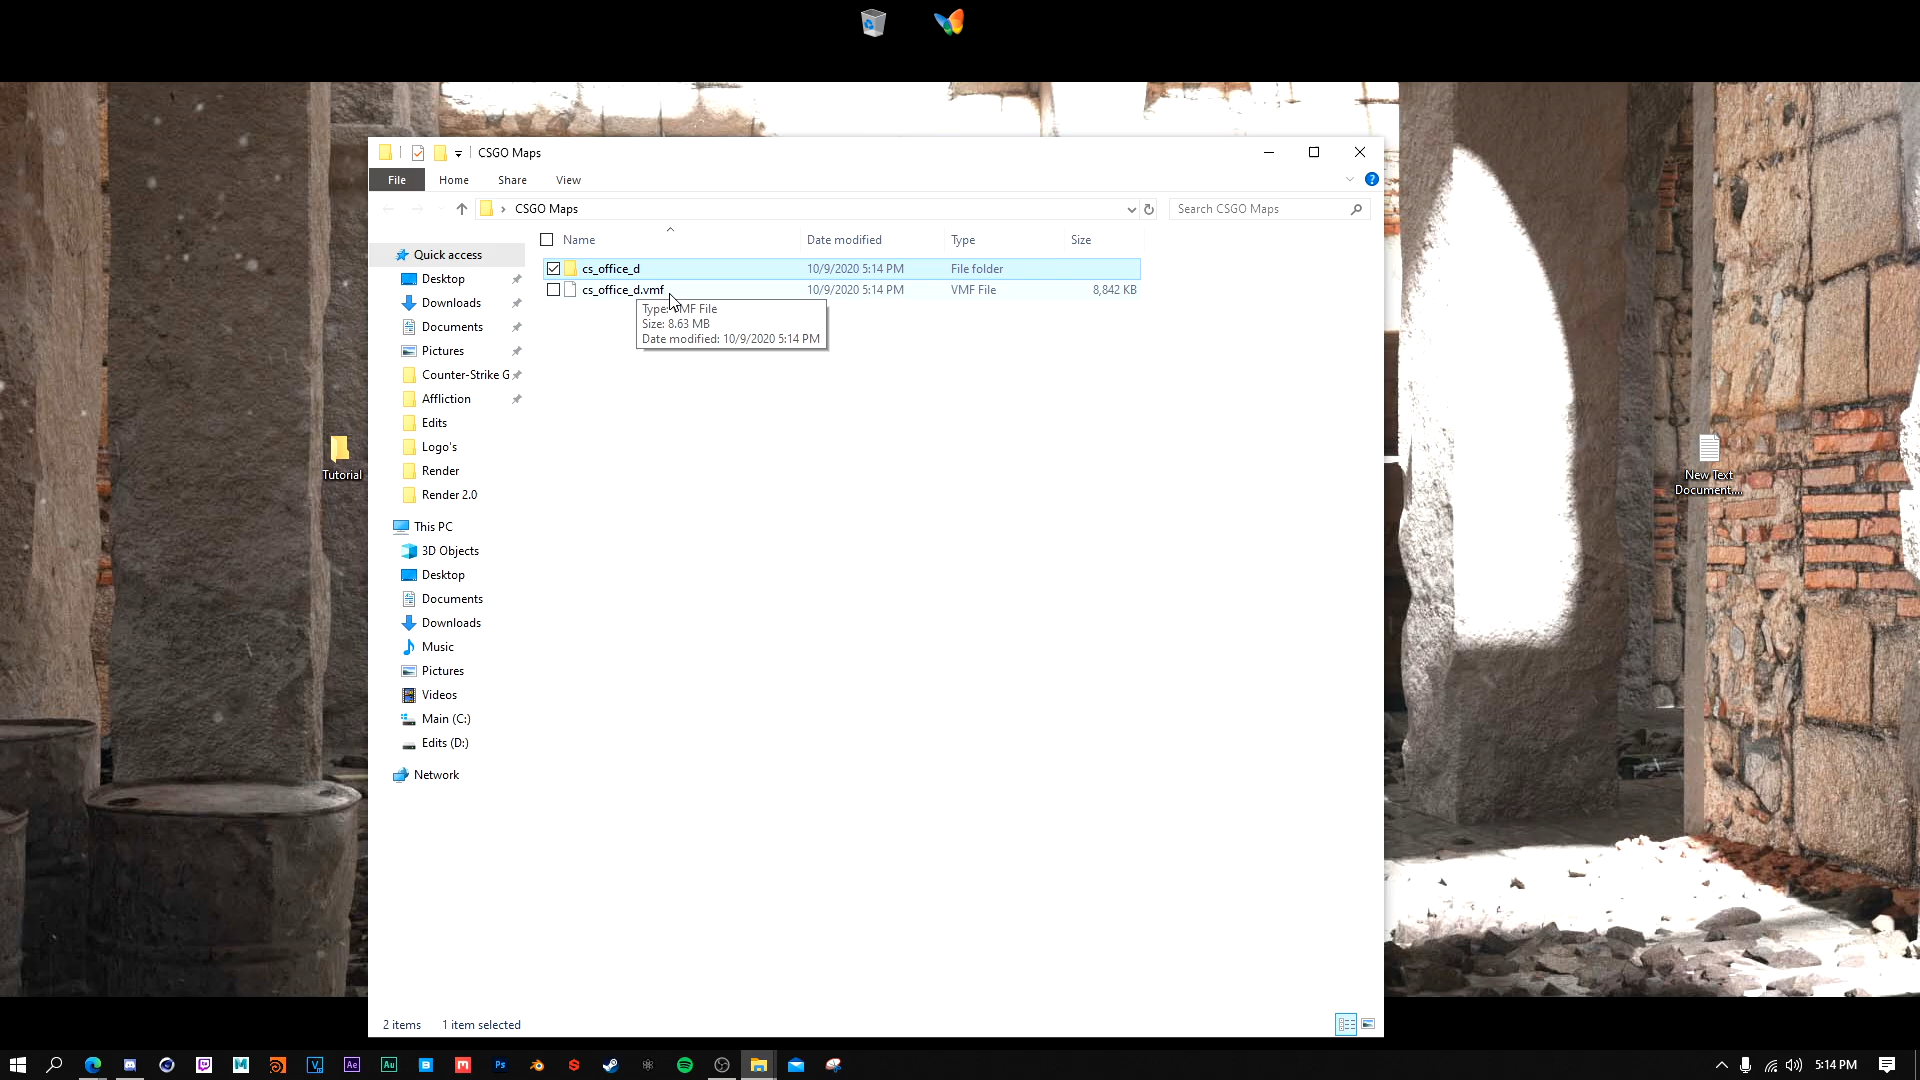 CSGO Maps
File Home Share View
CSGO Maps
Search CSGO Maps
Name Date modified Type Size
Quick access
Desktop
Downloads
Documents
Pictures
Counter-Strike G
Affliction
Edits
Logo's
Render
Render 2.0
This PC
3D Objects
Desktop
Documents
Downloads
Music
Pictures
Videos
Main (C:)
Edits (D:)
Network
cs_office_d 10/9/2020 5:14 PM File folder
cs_office_d.vmf 10/9/2020 5:14 PM VMF File 8,842 KB
Type: MF File
Size: 8.63 MB
Date modified: 10/9/2020 5:14 PM
Tutorial
New Text
Document....
2 items 1 item selected
Ae Au Ps
5:14 PM